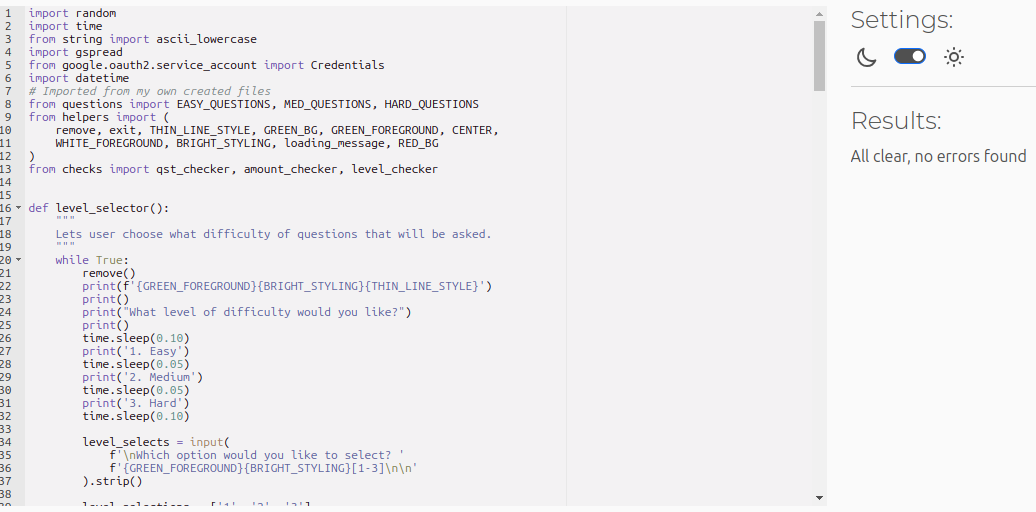 1 import random
2 import time
3 from string import ascii_lowercase
4 import gspread
5 from google.oauth2.service_account import Credentials
6 import datetime
7 # Imported from my own created files
8 from questions import EASY_QUESTIONS, MED_QUESTIONS, HARD_QUESTIONS
9 from helpers import (
10     remove, exit, THIN_LINE_STYLE, GREEN_BG, GREEN_FOREGROUND, CENTER,
11     WHITE_FOREGROUND, BRIGHT_STYLING, loading_message, RED_BG
12 )
13 from checks import qst_checker, amount_checker, level_checker
14
15
16 def level_selector():
17     """
18     Lets user choose what difficulty of questions that will be asked.
19     """
20     while True:
21         remove()
22         print(f'{GREEN_FOREGROUND}{BRIGHT_STYLING}{THIN_LINE_STYLE}')
23         print()
24         print("What level of difficulty would you like?")
25         print()
26         time.sleep(0.10)
27         print('1. Easy')
28         time.sleep(0.05)
29         print('2. Medium')
30         time.sleep(0.05)
31         print('3. Hard')
32         time.sleep(0.10)
33
34         level_selects = input(
35             f'\nWhich option would you like to select? '
36             f'{GREEN_FOREGROUND}{BRIGHT_STYLING}[1-3]\n\n'
37         ).strip()
38
Settings:
Results:
All clear, no errors found